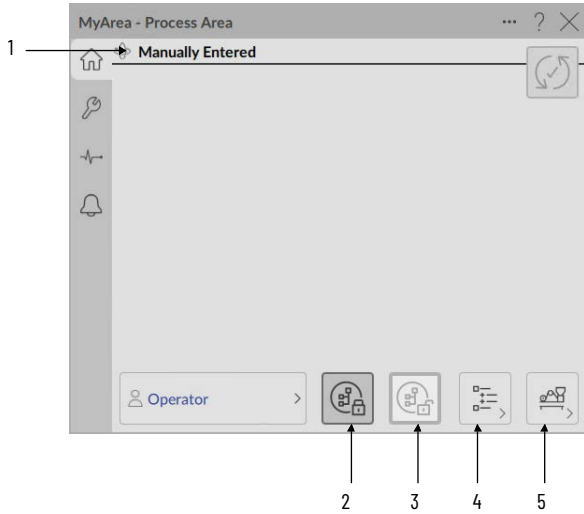 MyArea - Process Area
... ?
1
Manually Entered
Operator
2 3 4 5